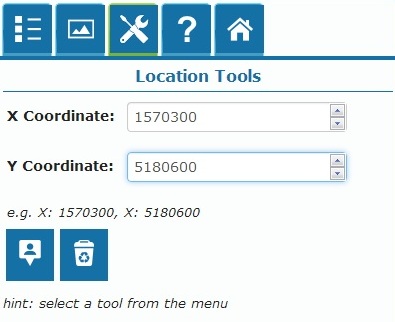 ?
Location Tools
X Coordinate: 1570300
Y Coordinate: 5180600
e.g. X: 1570300, X: 5180600
hint: select a tool from the menu